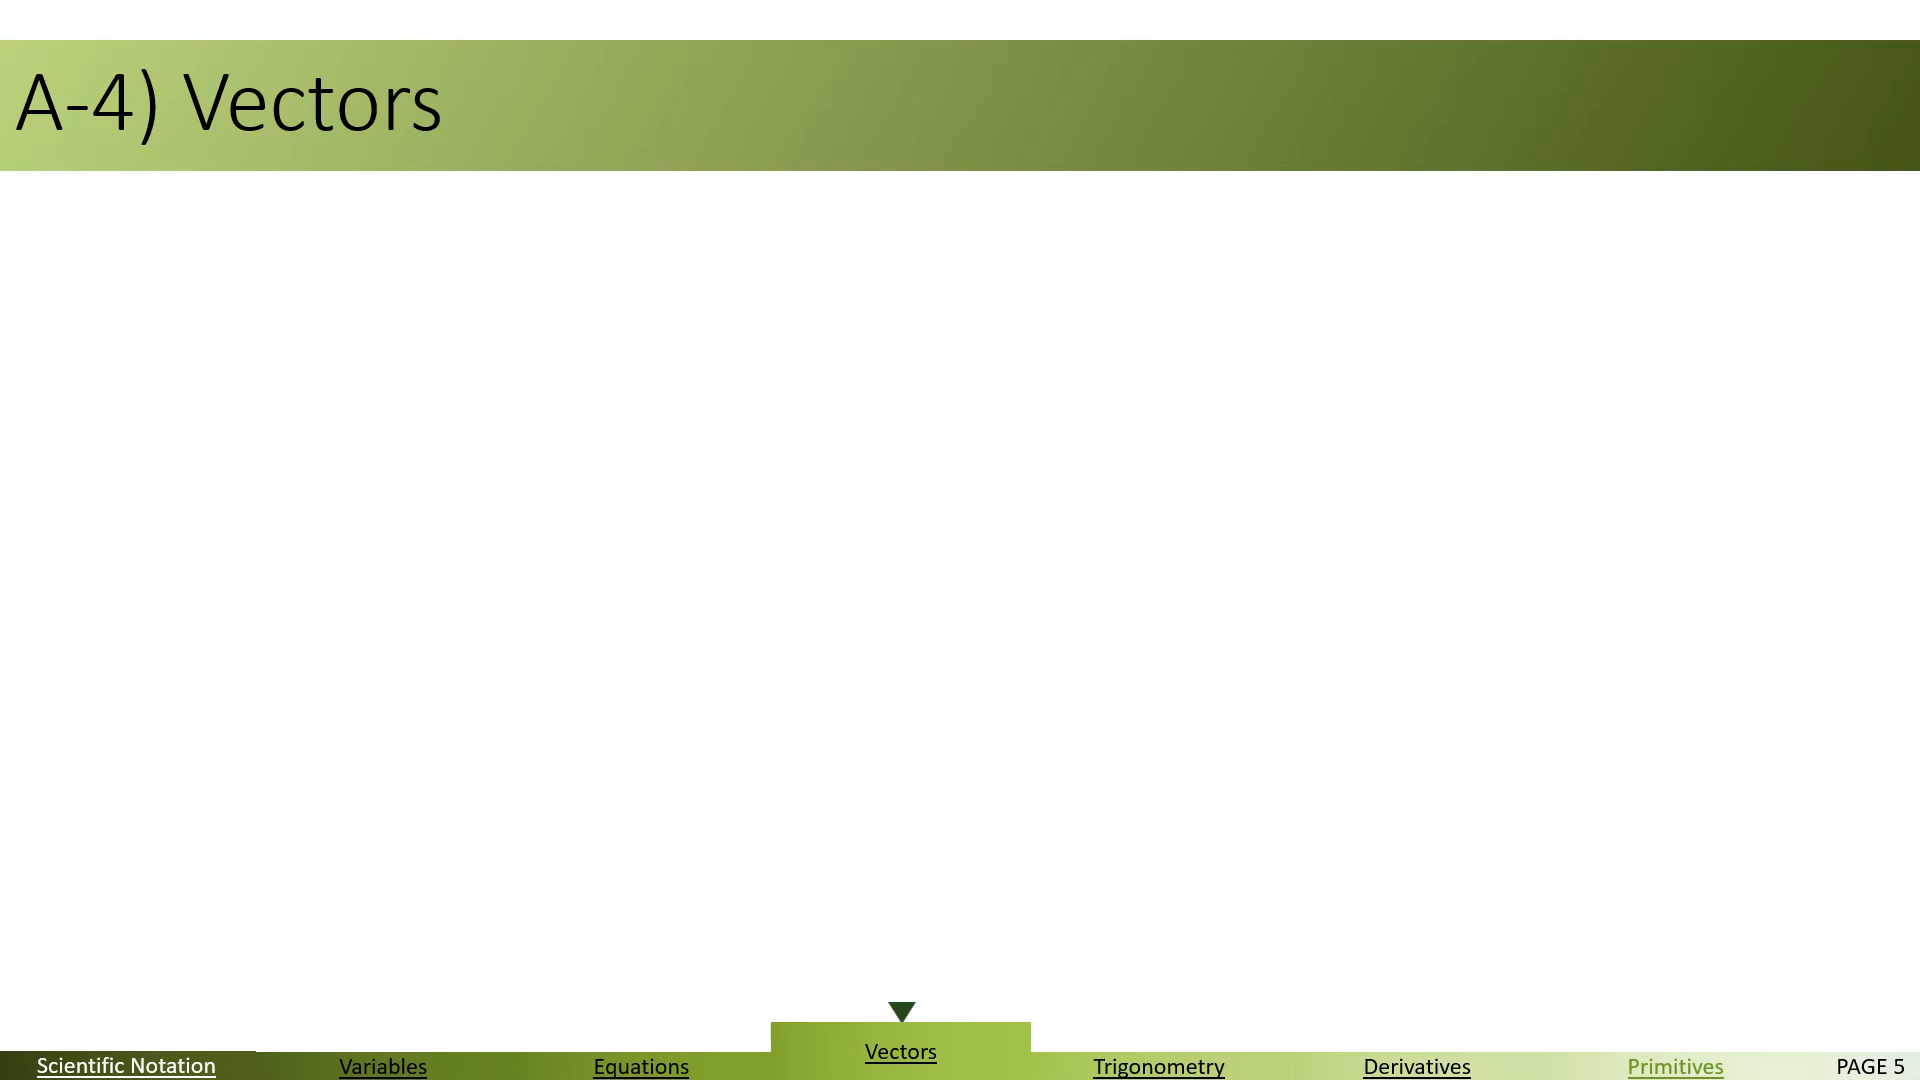 A-4) Vectors
Scientific Notation
Variables
Equations
Vectors
Trigonometry
Derivatives
Primitives
PAGE 5